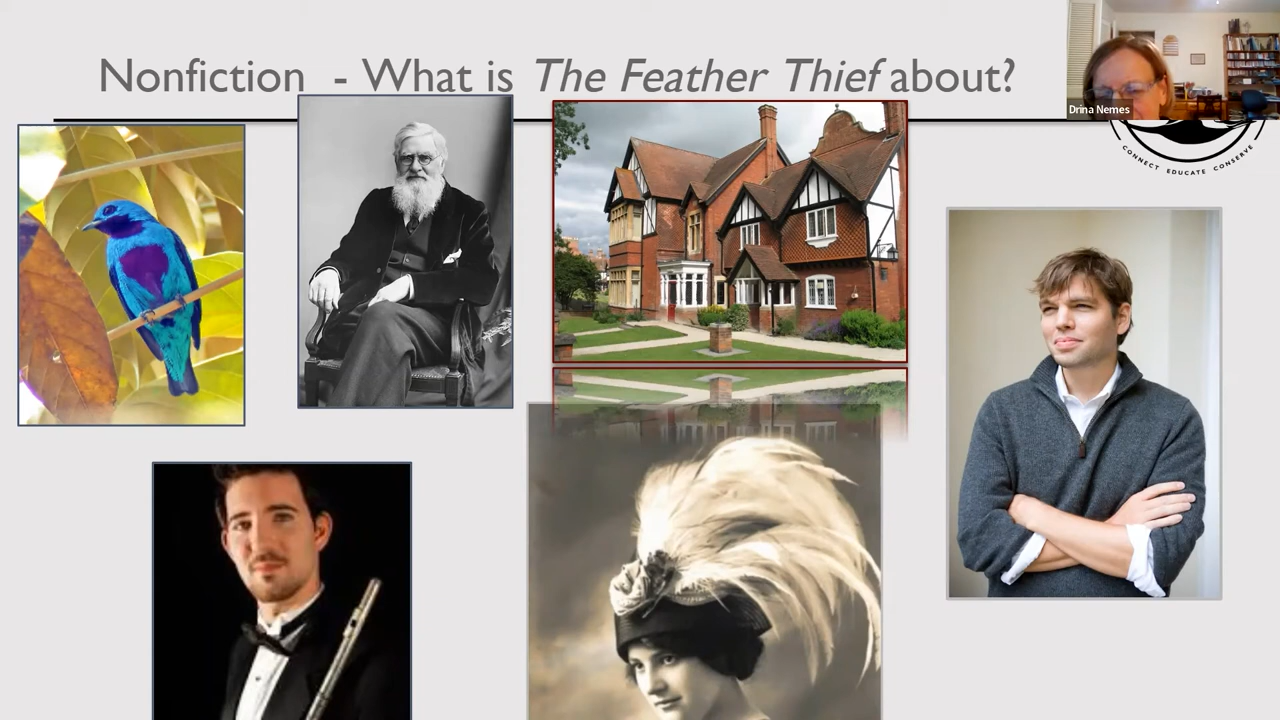 Nonfiction - What is The Feather Thief about?
Drina Nemes
CONNECT EDUCATE CONSERVE